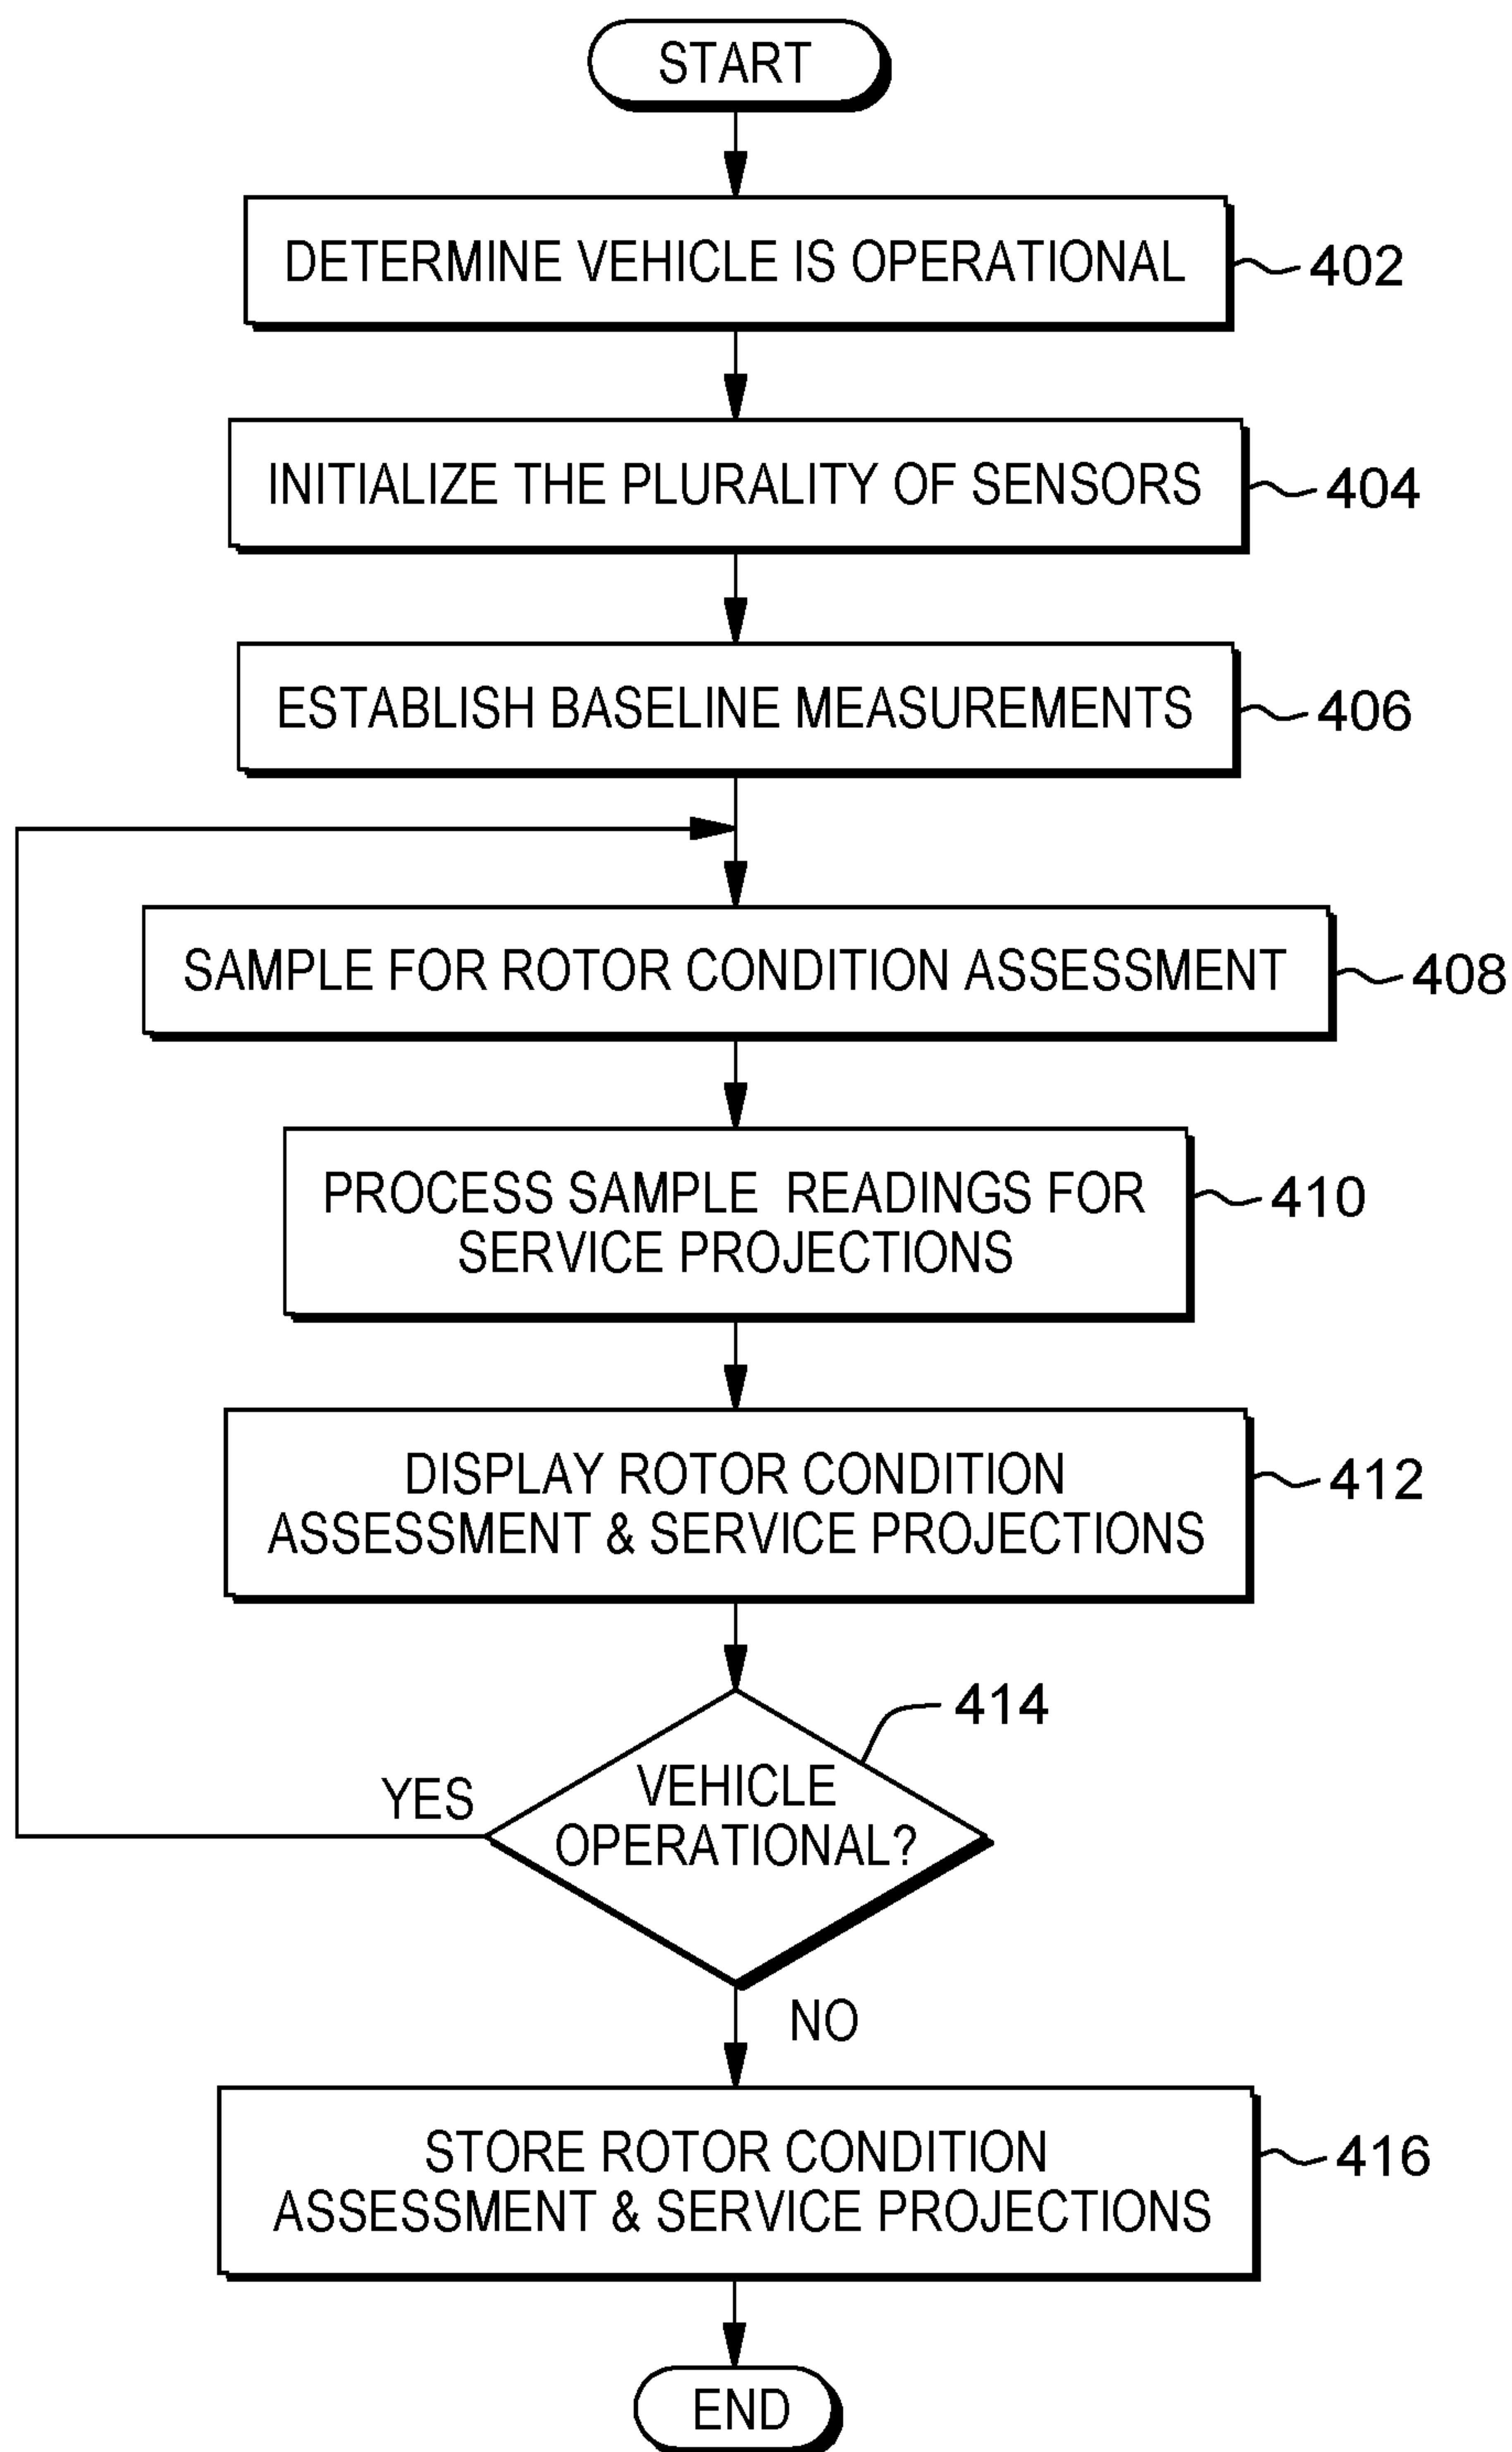 START
DETERMINE VEHICLE IS OPERATIONAL
402
INITIALIZE THE PLURALITY OF SENSORS
404
ESTABLISH BASELINE MEASUREMENTS
406
SAMPLE FOR ROTOR CONDITION ASSESSMENT
408
PROCESS SAMPLE READINGS FOR
SERVICE PROJECTIONS
410
DISPLAY ROTOR CONDITION
ASSESSMENT & SERVICE PROJECTIONS
412
414
VEHICLE
OPERATIONAL?
YES
NO
STORE ROTOR CONDITION
ASSESSMENT & SERVICE PROJECTIONS
416
END